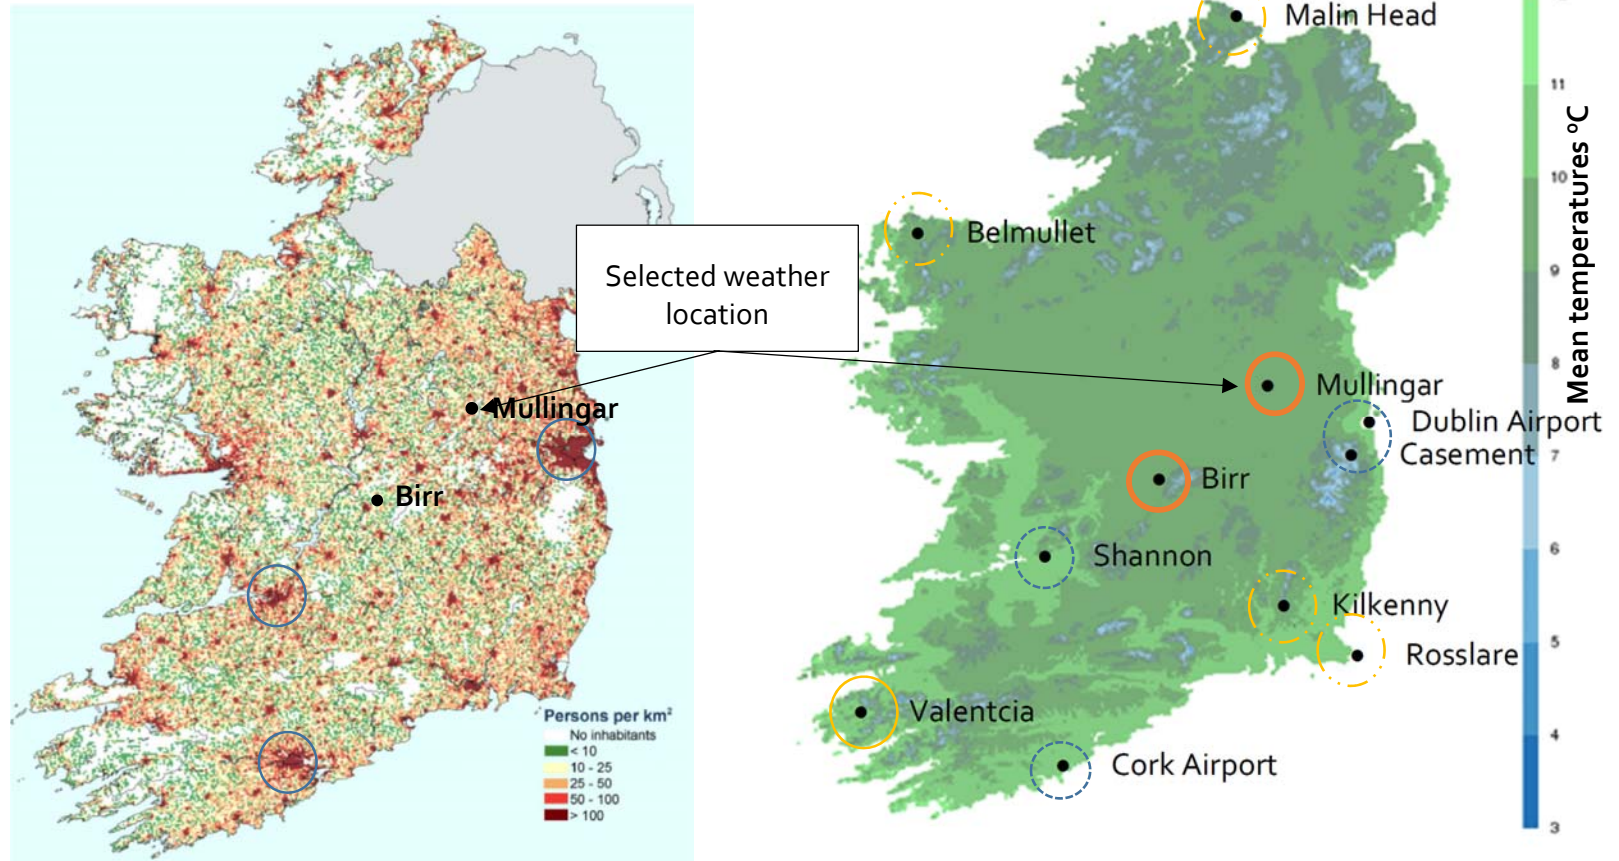 Malin Head
Belmullet
Selected weather
location
Mullingar
Birr
Mullingar
Dublin Airport
Casement
Birr
Shannon
Kilkenny
Rosslare
Valentcia
Cork Airport
Persons per km²
No inhabitants
< 10
10 - 25
25 - 50
50 - 100
> 100
11
10
9
8
7
6
5
4
3
Mean temperatures ºC